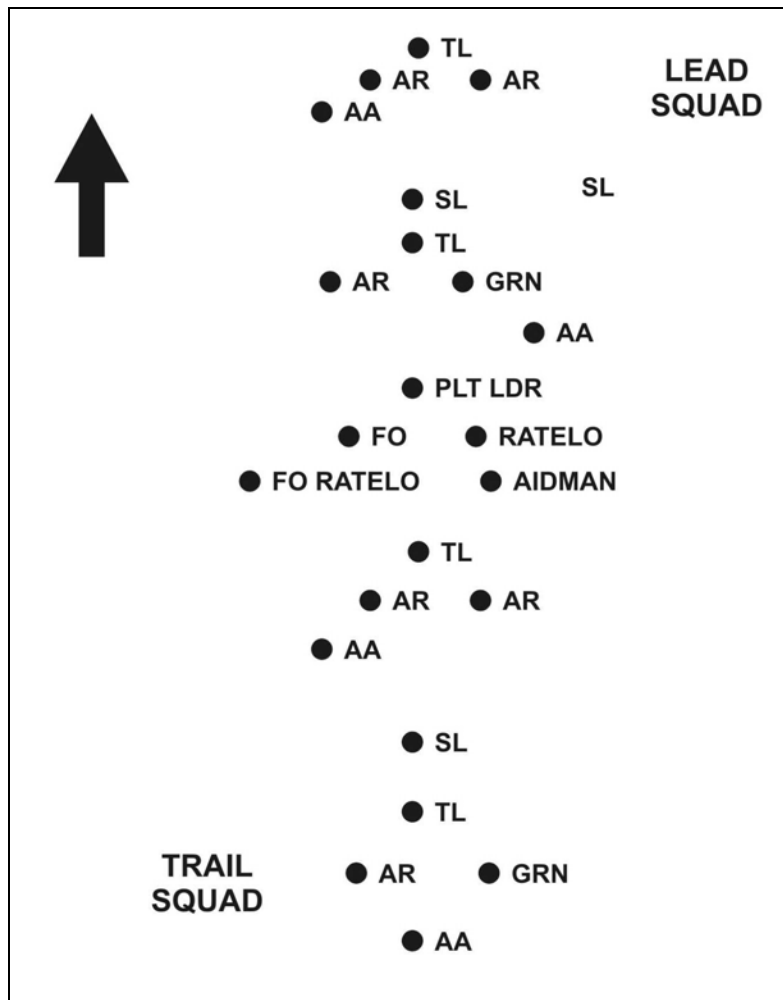 TL
AR AR
AA
LEAD
SQUAD
SL SL
TL
AR GRN
AA
PLT LDR
FO RATELO
FO RATELO AIDMAN
TL
AR AR
AA
SL
TL
TRAIL
SQUAD
AR GRN
AA